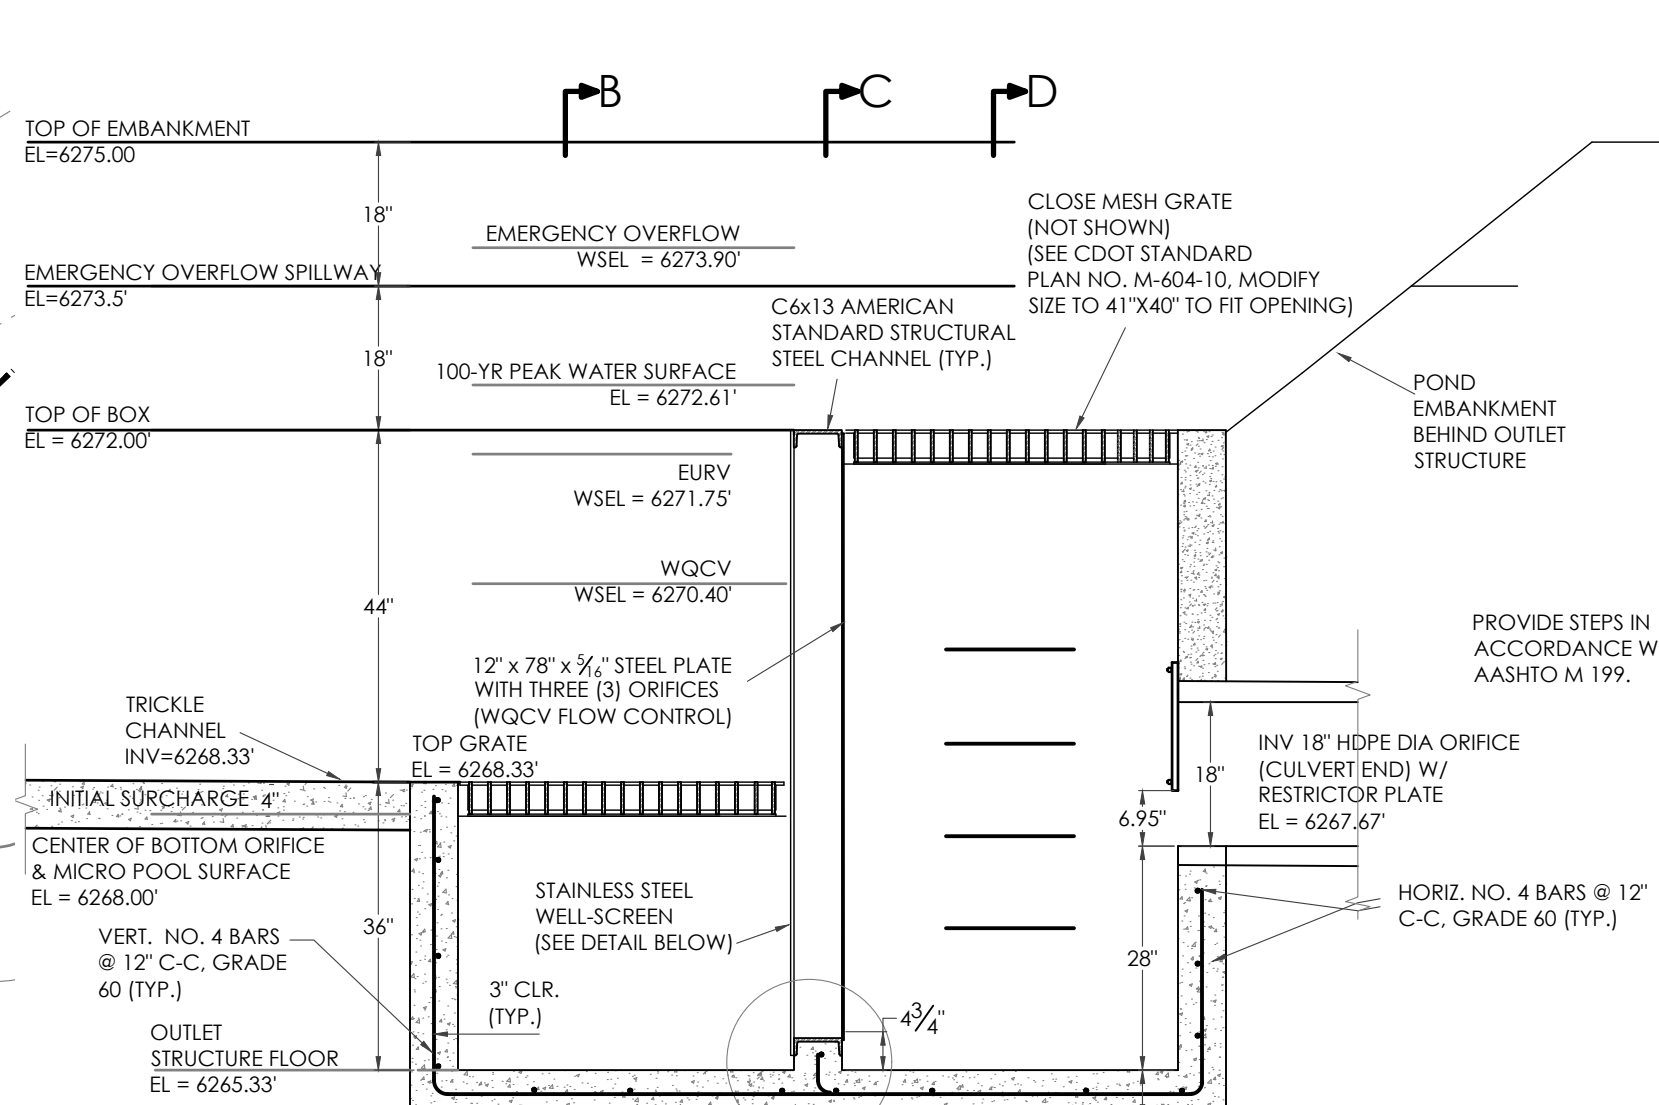 B
C
D
TOP OF EMBANKMENT
EL=6275.00
18"
EMERGENCY OVERFLOW
WSEL = 6273.90'
EMERGENCY OVERFLOW SPILLWAY
EL=6273.5'
CLOSE MESH GRATE
(NOT SHOWN)
(SEE CDOT STANDARD
PLAN NO. M-604-10, MODIFY
SIZE TO 41"X40" TO FIT OPENING)
C6x13 AMERICAN
STANDARD STRUCTURAL
STEEL CHANNEL (TYP.)
18"
100-YR PEAK WATER SURFACE
EL = 6272.61'
POND
EMBANKMENT
BEHIND OUTLET
STRUCTURE
TOP OF BOX
EL = 6272.00'
EURV
WSEL = 6271.75'
WQCV
WSEL = 6270.40'
44"
PROVIDE STEPS IN
ACCORDANCE W
AASHTO M 199.
12" x 78" x 5/16" STEEL PLATE
WITH THREE (3) ORIFICES
(WQCV FLOW CONTROL)
TRICKLE
CHANNEL
INV=6268.33'
TOP GRATE
EL = 6268.33'
INV 18" HDPE DIA ORIFICE
(CULVERT END) W/
RESTRICTOR PLATE
EL = 6267.67'
18"
6.95"
INITIAL SURCHARGE 4"
CENTER OF BOTTOM ORIFICE
& MICRO POOL SURFACE
EL = 6268.00'
STAINLESS STEEL
WELL-SCREEN
(SEE DETAIL BELOW)
HORIZ. NO. 4 BARS @ 12"
C-C, GRADE 60 (TYP.)
36"
VERT. NO. 4 BARS
@ 12" C-C, GRADE
60 (TYP.)
28"
3" CLR.
(TYP.)
4 3/4"
OUTLET
STRUCTURE FLOOR
EL = 6265.33'